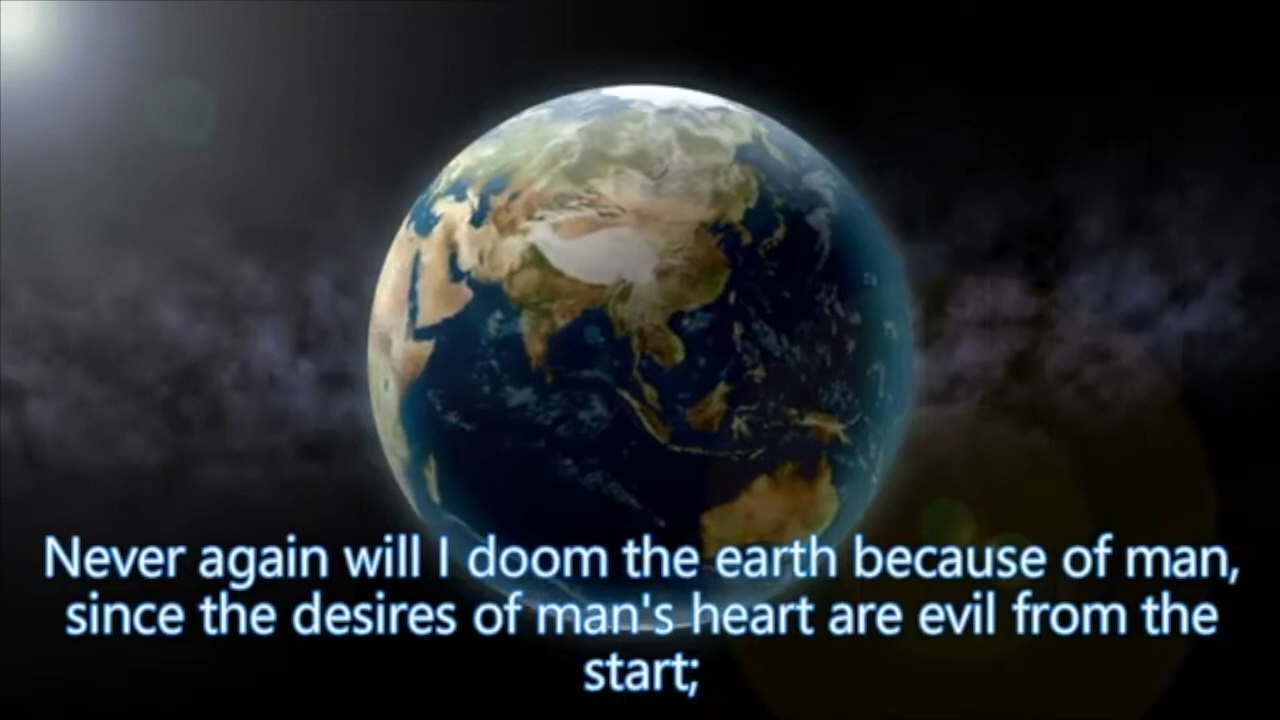 Never again will I doom the earth because of man,
since the desires of man's heart are evil from the
start;